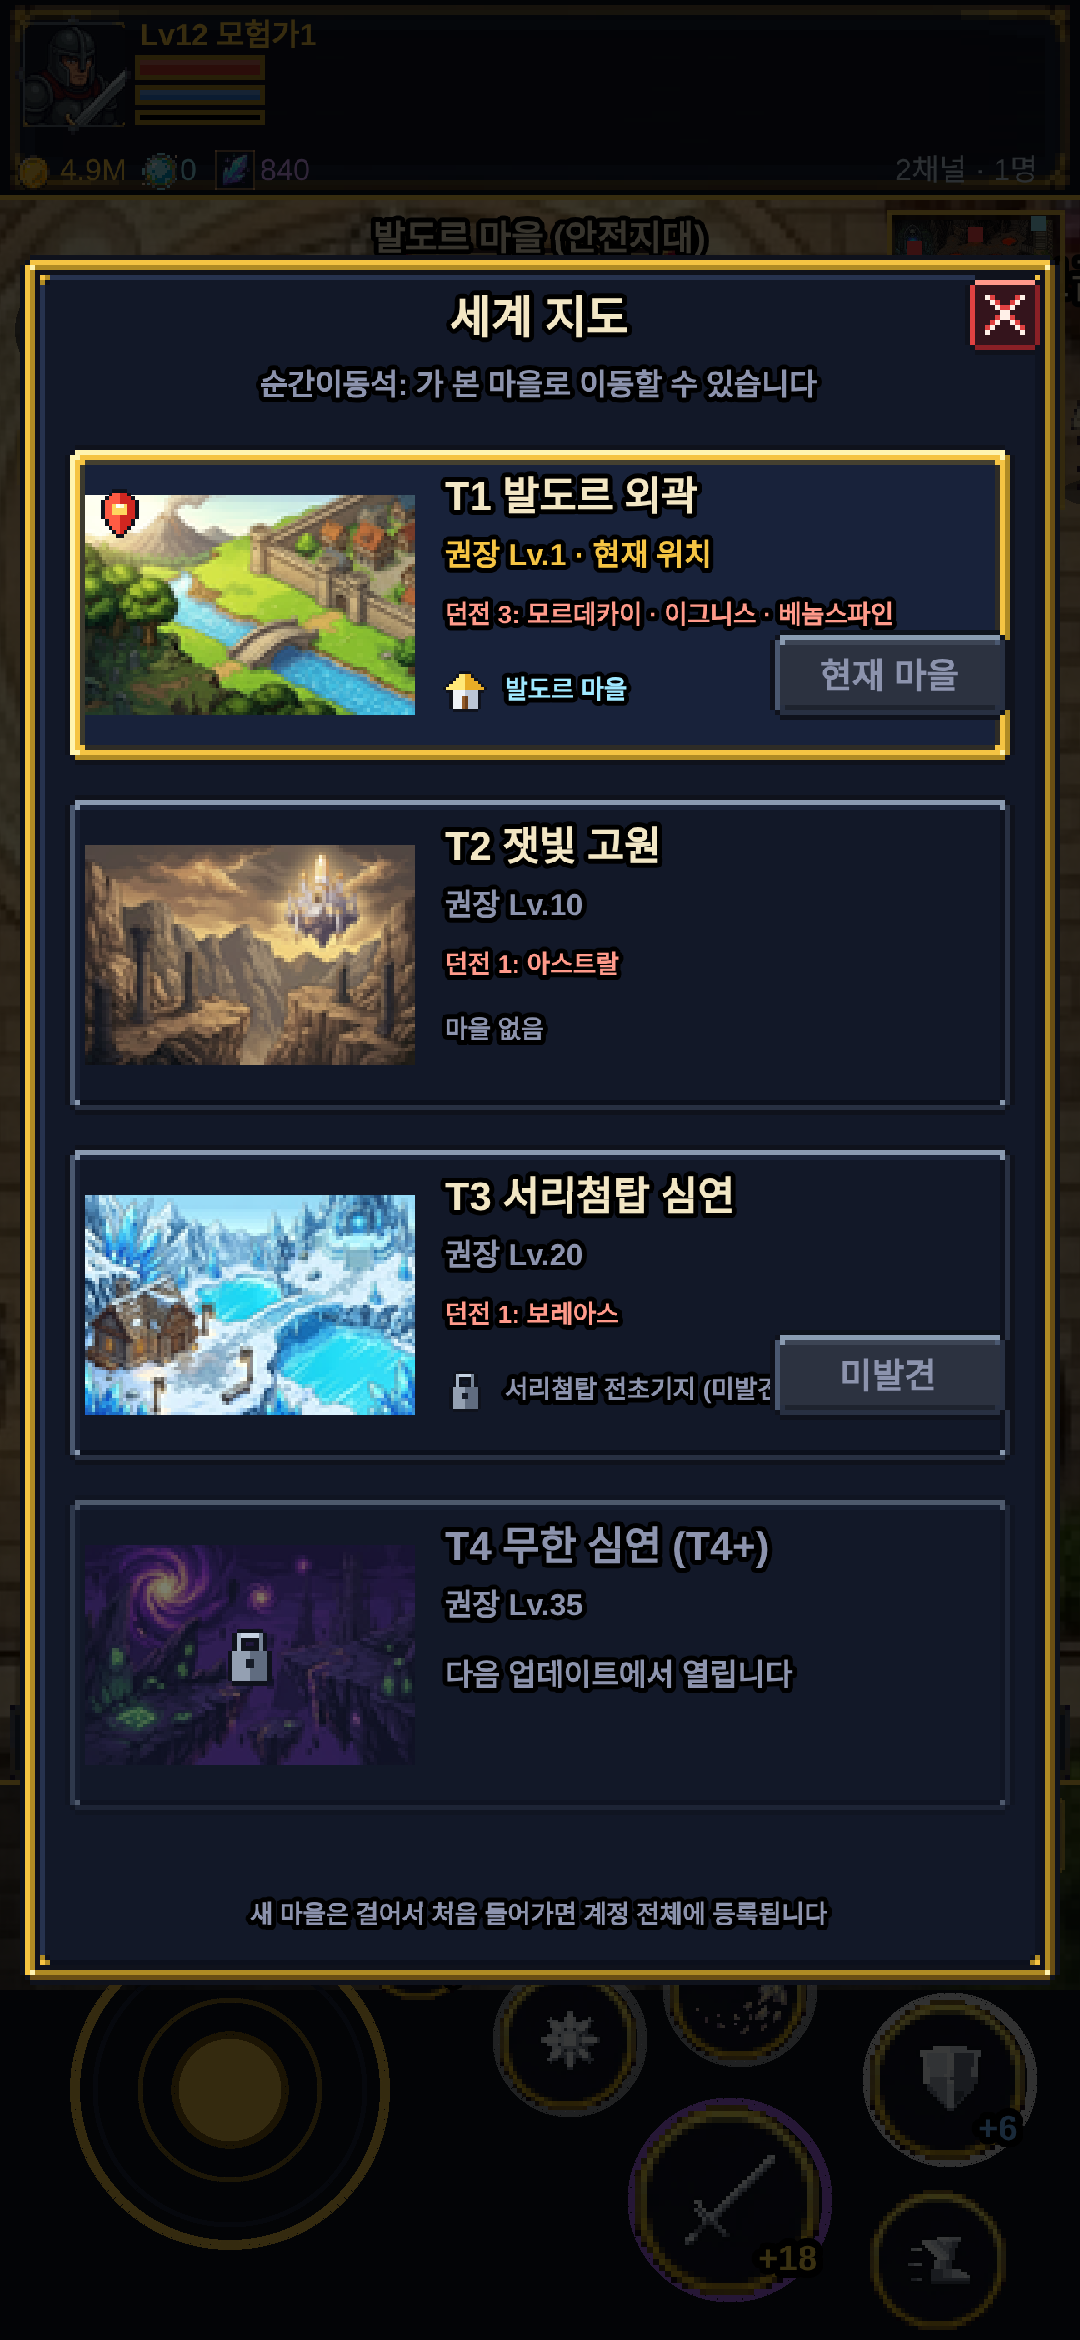 Lv12 모험가1
4.9M 0 840 2채널 · 1명
발도르 마을 (안전지대)
세계 지도
순간이동석: 가 본 마을로 이동할 수 있습니다
T1 발도르 외곽
권장 Lv.1 · 현재 위치
던전 3: 모르데카이 · 이그니스 · 베놈스파인
발도르 마을
현재 마을
T2 잿빛 고원
권장 Lv.10
던전 1: 아스트랄
마을 없음
T3 서리첨탑 심연
권장 Lv.20
던전 1: 보레아스
서리첨탑 전초기지 (미발견
미발견
T4 무한 심연 (T4+)
권장 Lv.35
다음 업데이트에서 열립니다
새 마을은 걸어서 처음 들어가면 계정 전체에 등록됩니다
+6
+18